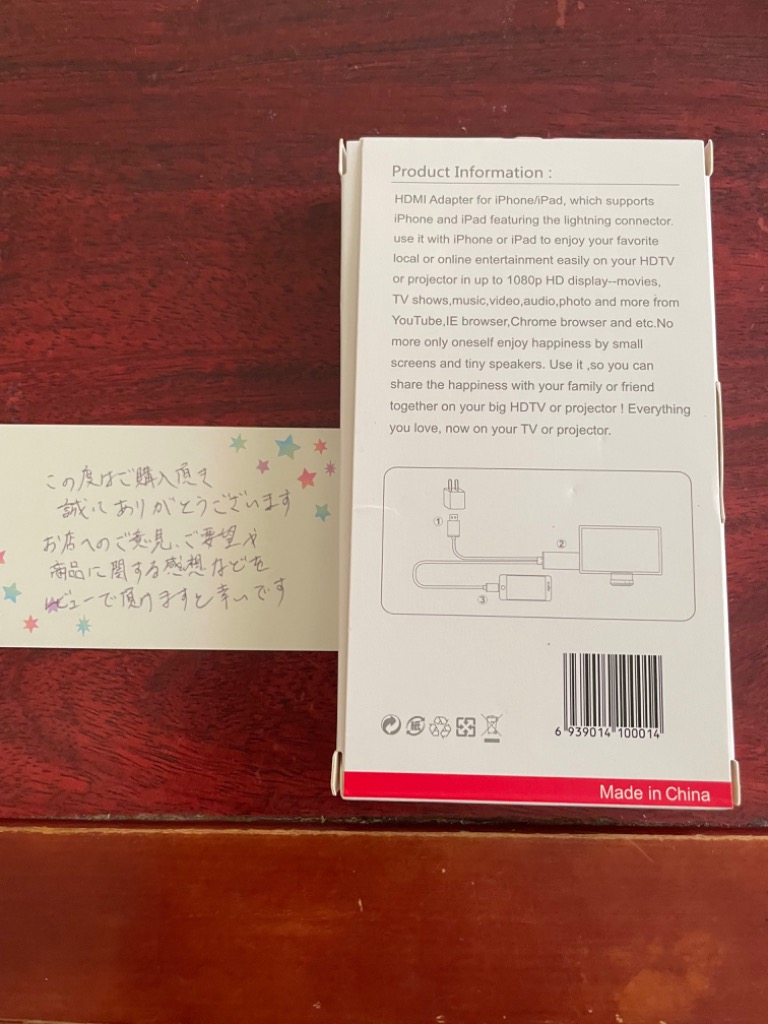 この度はご購入頂き
誠にありがとうございます
お店へのご意見、ご要望や
商品に関する感想などを
レビューで頂けますと幸いです
Product Information :
HDMI Adapter for iPhone/iPad, which supports
iPhone and iPad featuring the lightning connector.
use it with iPhone or iPad to enjoy your favorite
local or online entertainment easily on your HDTV
or projector in up to 1080p HD display--movies,
TV shows,music,video,audio,photo and more from
YouTube,IE browser,Chrome browser and etc.No
more only oneself enjoy happiness by small
screens and tiny speakers. Use it ,so you can
share the happiness with your family or friend
together on your big HDTV or projector ! Everything
you love, now on your TV or projector.
①
②
③
紙
6 939014 100014
Made in China